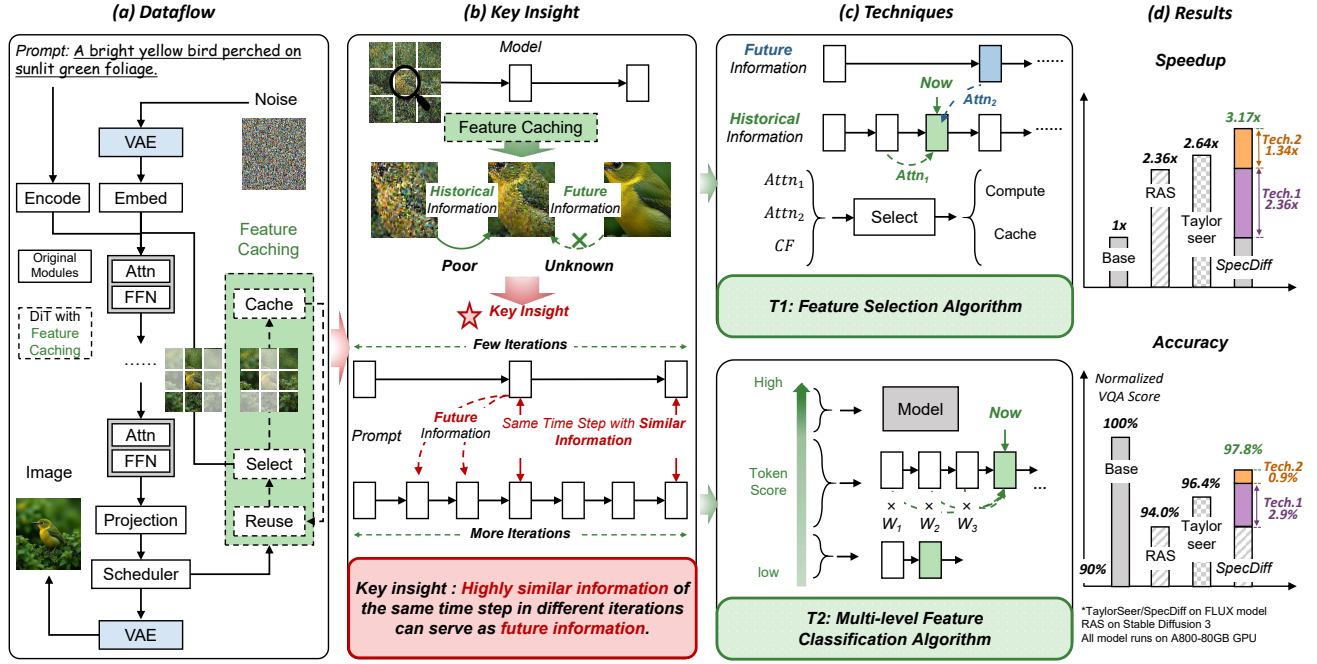 (a) Dataflow
Prompt: A bright yellow bird perched on
sunlit green foliage.
Noise
VAE
Encode
Embed
Original
Modules
Attn
FFN
DiT with
Feature
Caching
Feature
Caching
Cache
......
Attn
FFN
Select
Image
Projection
Reuse
Scheduler
VAE
(b) Key Insight
Model
Feature Caching
Historical
Information
Future
Information
Poor
Unknown
Key Insight
Few Iterations
Future
Information
Same Time Step with Similar
Information
Prompt
More Iterations
Key insight : Highly similar information of
the same time step in different iterations
can serve as future information.
(c) Techniques
Future
Information
......
Now
Attn2
Historical
Information
......
Attn1
Attn1
Attn2
CF
Select
Compute
Cache
T1: Feature Selection Algorithm
High
Model
Now
Token
Score
...
× × ×
W1 W2 W3
low
T2: Multi-level Feature
Classification Algorithm
(d) Results
Speedup
3.17x
Tech.2
1.34x
2.64x
2.36x
RAS
Tech.1
2.36x
Taylor
seer
1x
Base
SpecDiff
Accuracy
Normalized
VQA Score
100%
Base
97.8%
Tech.2
0.9%
96.4%
Tech.1
2.9%
94.0%
RAS
Taylor
seer
SpecDiff
90%
*TaylorSeer/SpecDiff on FLUX model
RAS on Stable Diffusion 3
All model runs on A800-80GB GPU